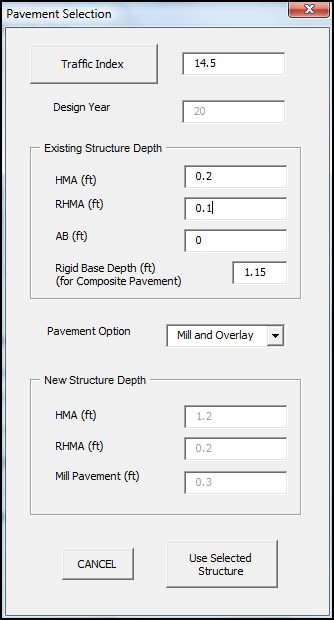 Pavement Selection
Traffic Index 14.5
Design Year 20
Existing Structure Depth
HMA (ft) 0.2
RHMA (ft) 0.1
AB (ft) 0
Rigid Base Depth (ft) 1.15
(for Composite Pavement)
Pavement Option Mill and Overlay
New Structure Depth
HMA (ft) 1.2
RHMA (ft) 0.2
Mill Pavement (ft) 0.3
CANCEL
Use Selected
Structure